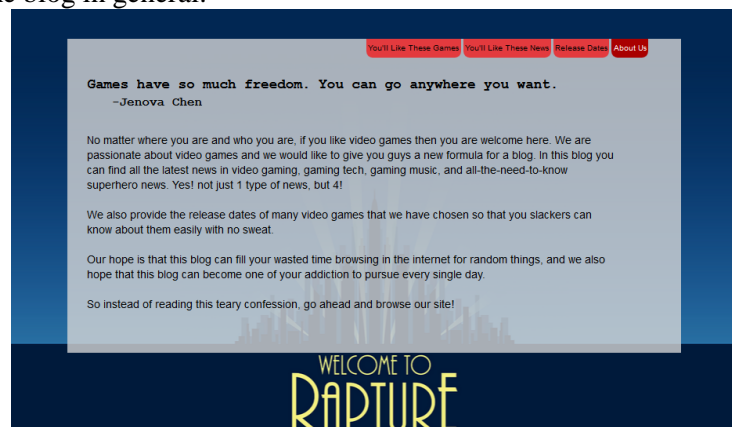 he blog in general.
You'll Like These Games You'll Like These News Release Dates About Us
Games have so much freedom. You can go anywhere you want.
-Jenova Chen
No matter where you are and who you are, if you like video games then you are welcome here. We are
passionate about video games and we would like to give you guys a new formula for a blog. In this blog you
can find all the latest news in video gaming, gaming tech, gaming music, and all-the-need-to-know
superhero news. Yes! not just 1 type of news, but 4!
We also provide the release dates of many video games that we have chosen so that you slackers can
know about them easily with no sweat.
Our hope is that this blog can fill your wasted time browsing in the internet for random things, and we also
hope that this blog can become one of your addiction to pursue every single day.
So instead of reading this teary confession, go ahead and browse our site!
WELCOME TO
RAPTURE